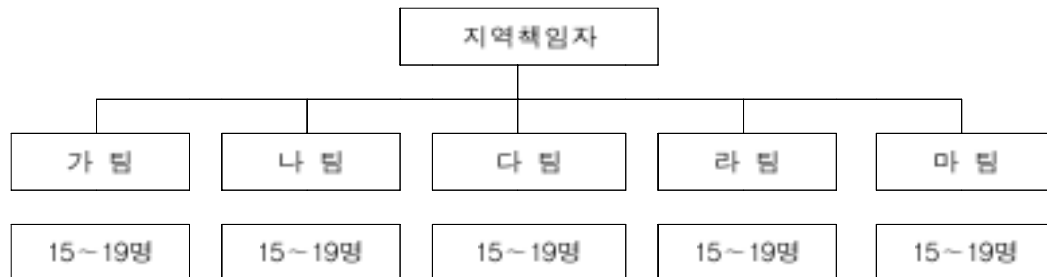 지역책임자
가 팀 나 팀 다 팀 라 팀 마 팀
15~19명 15~19명 15~19명 15~19명 15~19명